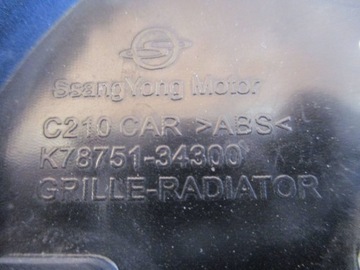 SsangYong Motor
C210 CAR >ABS<
K78751-34300
GRILLE-RADIATOR